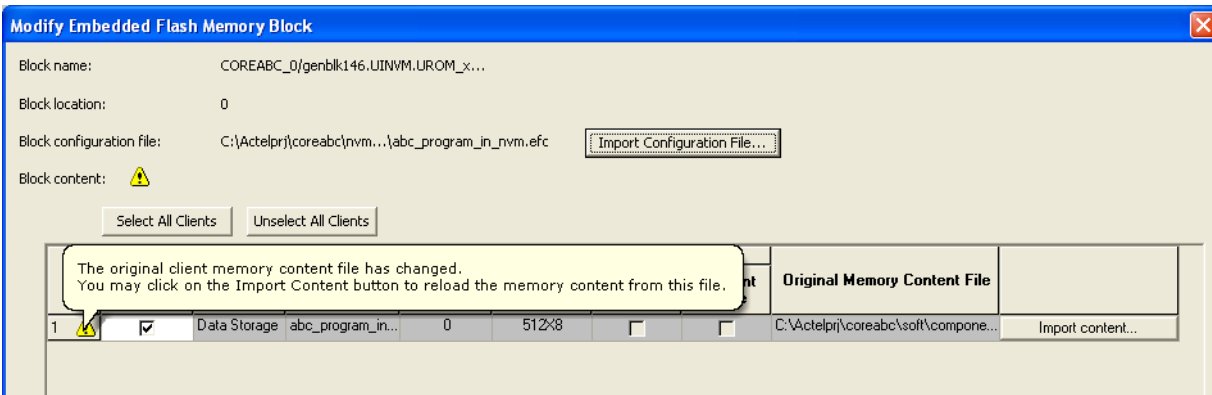 Modify Embedded Flash Memory Block
Block name: COREABC_0/genblk146.UINVM.UROM_x...
Block location: 0
Block configuration file: C:\Actelprj\coreabc\nvm...\abc_program_in_nvm.efc Import Configuration File...
Block content:
Select All Clients Unselect All Clients
The original client memory content file has changed.
You may click on the Import Content button to reload the memory content from this file.
nt Original Memory Content File
1 Data Storage abc_program_in... 0 512X8 C:\Actelprj\coreabc\soft\compone... Import content...